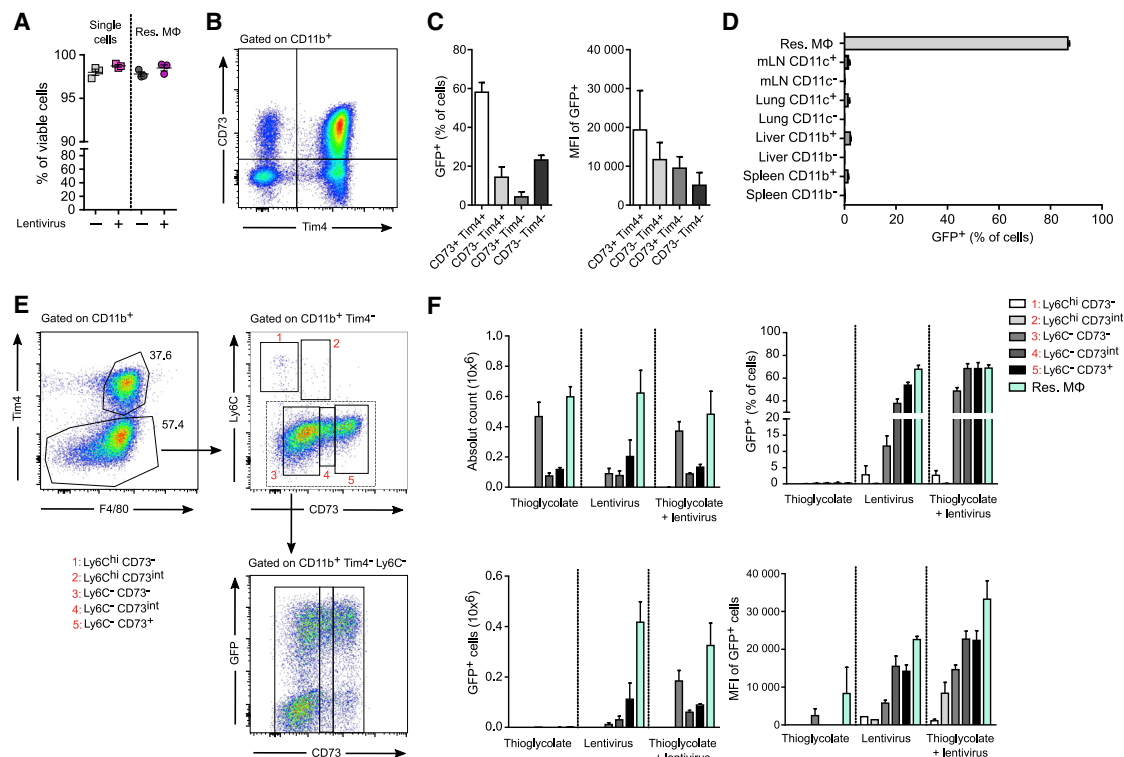 A
Single
cells
Res. MΦ
% of viable cells
100
95
90
80
60
40
20
0
Lentivirus
− + − +
B
Gated on CD11b⁺
CD73
Tim4
C
GFP⁺ (% of cells)
80
60
40
20
0
CD73+ Tim4+
CD73- Tim4+
CD73+ Tim4-
CD73- Tim4-
MFI of GFP⁺
40 000
30 000
20 000
10 000
0
CD73+ Tim4+
CD73- Tim4+
CD73+ Tim4-
CD73- Tim4-
D
Res. MΦ
mLN CD11c⁺
mLN CD11c⁻
Lung CD11c⁺
Lung CD11c⁻
Liver CD11b⁺
Liver CD11b⁻
Spleen CD11b⁺
Spleen CD11b⁻
0 20 40 60 80 100
GFP⁺ (% of cells)
E
Gated on CD11b⁺
37.6
57.4
Tim4
F4/80
Gated on CD11b⁺ Tim4⁻
1
2
3
4
5
Ly6C
CD73
1: Ly6Cʰⁱ CD73⁻
2: Ly6Cʰⁱ CD73ⁱⁿᵗ
3: Ly6C⁻ CD73⁻
4: Ly6C⁻ CD73ⁱⁿᵗ
5: Ly6C⁻ CD73⁺
Gated on CD11b⁺ Tim4⁻ Ly6C⁻
GFP
CD73
F
Absolut count (10x⁶)
0.8
0.6
0.4
0.2
0.0
Thioglycolate
Lentivirus
Thioglycolate
+ lentivirus
GFP⁺ (% of cells)
100
80
60
40
20
15
10
5
0
Thioglycolate
Lentivirus
Thioglycolate
+ lentivirus
1: Ly6Cʰⁱ CD73⁻
2: Ly6Cʰⁱ CD73ⁱⁿᵗ
3: Ly6C⁻ CD73⁻
4: Ly6C⁻ CD73ⁱⁿᵗ
5: Ly6C⁻ CD73⁺
Res. MΦ
GFP⁺ cells (10x⁶)
0.6
0.4
0.2
0.0
Thioglycolate
Lentivirus
Thioglycolate
+ lentivirus
MFI of GFP⁺ cells
40 000
30 000
20 000
10 000
0
Thioglycolate
Lentivirus
Thioglycolate
+ lentivirus